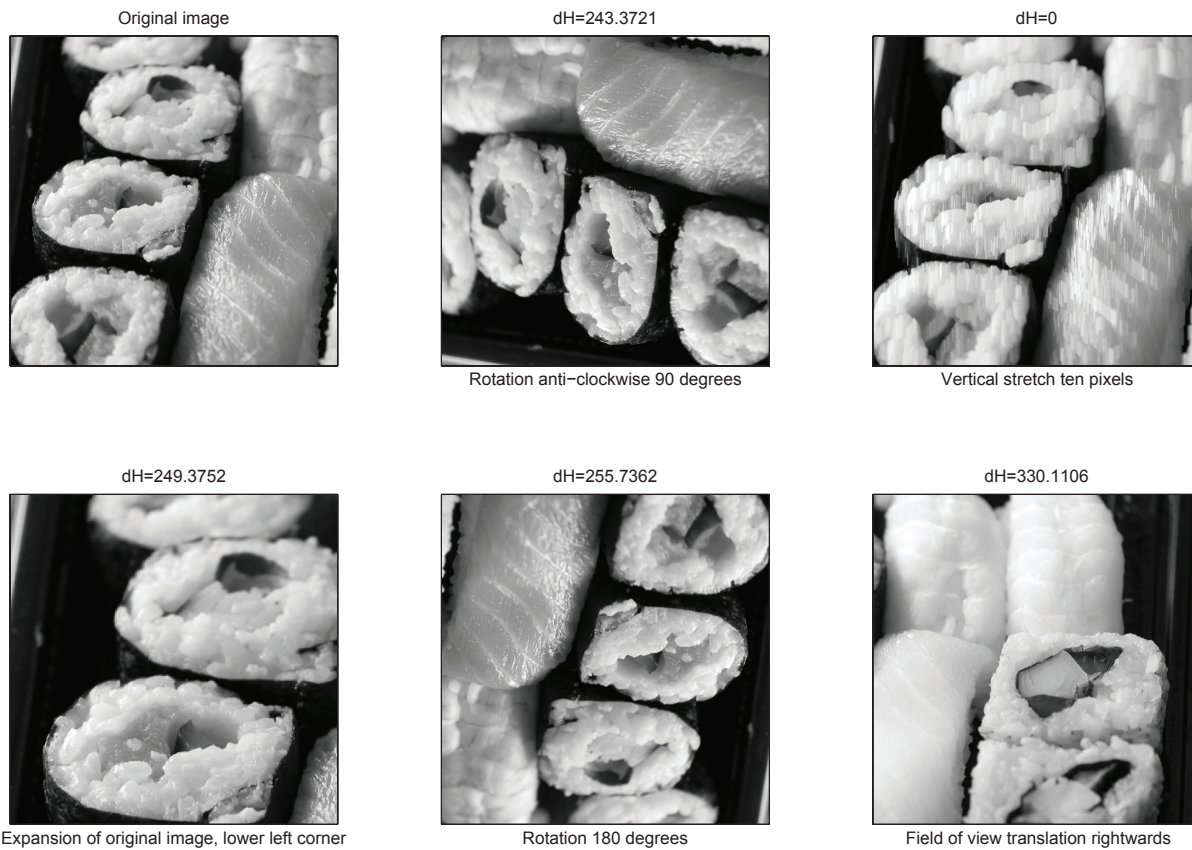 Original image
dH=243.3721
dH=0
Rotation anti−clockwise 90 degrees
Vertical stretch ten pixels
dH=249.3752
dH=255.7362
dH=330.1106
Expansion of original image, lower left corner
Rotation 180 degrees
Field of view translation rightwards